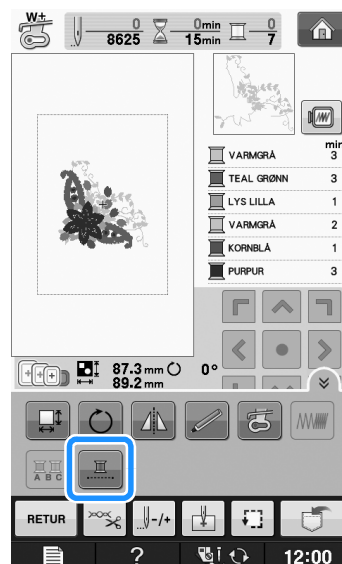 W±
0 0min 0
8625 15min 7
min
VARMGRÅ 3
TEAL GRØNN 3
LYS LILLA 1
VARMGRÅ 2
KORNBLÅ 1
PURPUR 3
87.3 mm 0°
89.2 mm
A B C
RETUR -/+
? 12:00